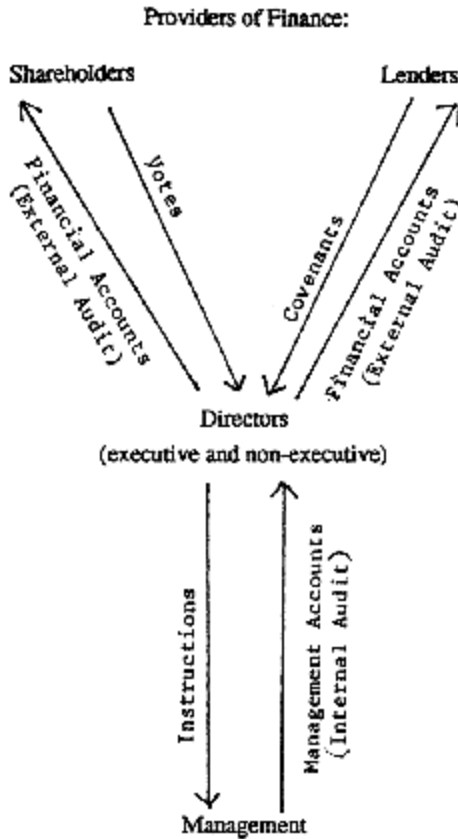 Providers of Finance:
Shareholders
Lenders
Votes
Financial Accounts
(External Audit)
Covenants
Financial Accounts
(External Audit)
Directors
(executive and non-executive)
Instructions
Management Accounts
(Internal Audit)
Management